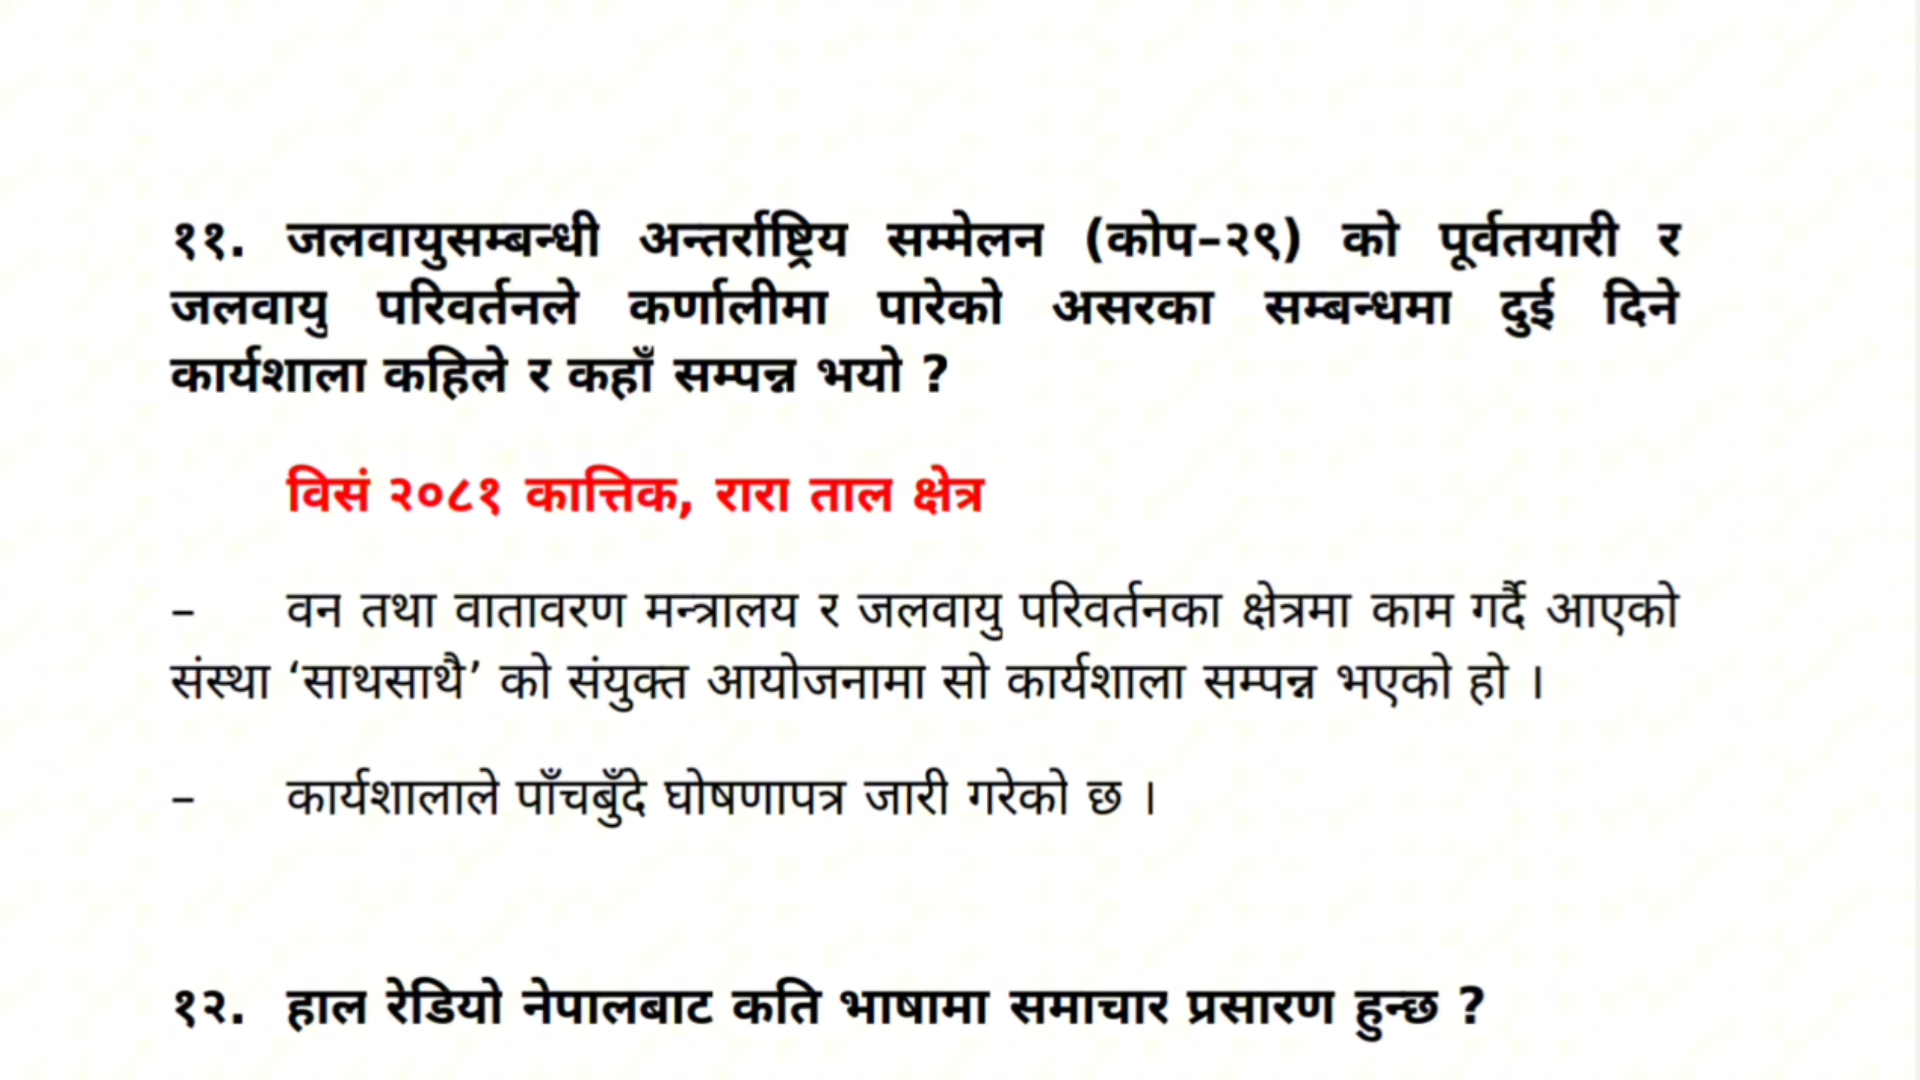 ११. जलवायुसम्बन्धी अन्तर्राष्ट्रिय सम्मेलन (कोप–२९) को पूर्वतयारी र
जलवायु परिवर्तनले कर्णालीमा पारेको असरका सम्बन्धमा दुई दिने
कार्यशाला कहिले र कहाँ सम्पन्न भयो ?
विसं २०८१ कात्तिक, रारा ताल क्षेत्र
– वन तथा वातावरण मन्त्रालय र जलवायु परिवर्तनका क्षेत्रमा काम गर्दै आएको
संस्था ‘साथसाथै’ को संयुक्त आयोजनामा सो कार्यशाला सम्पन्न भएको हो ।
– कार्यशालाले पाँचबुँदे घोषणापत्र जारी गरेको छ ।
१२. हाल रेडियो नेपालबाट कति भाषामा समाचार प्रसारण हुन्छ ?